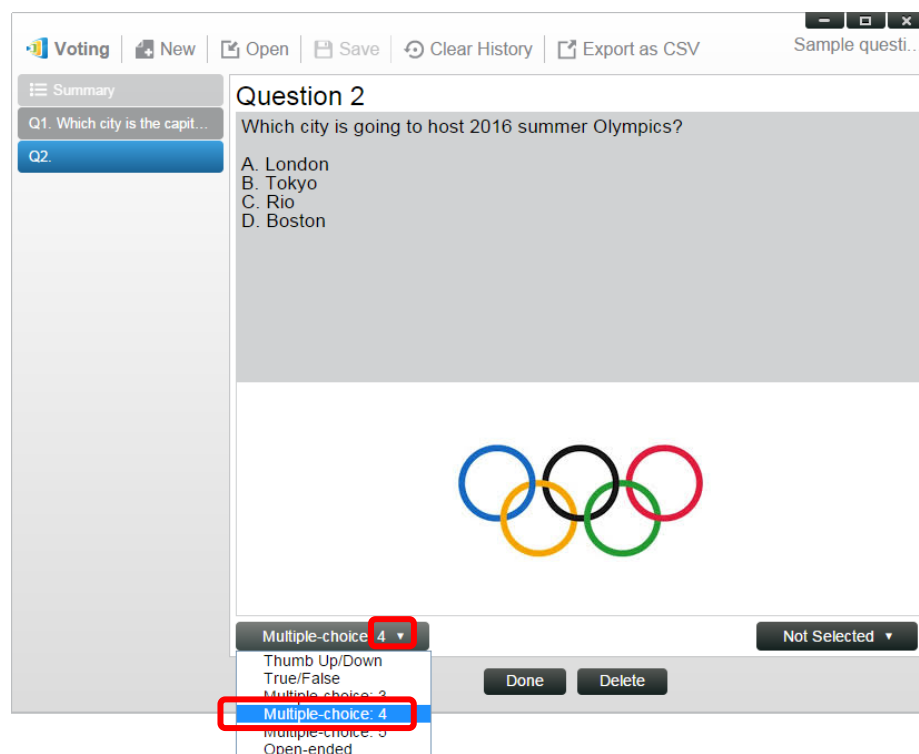 Voting New Open Save Clear History Export as CSV Sample questi..
Summary
Q1. Which city is the capit...
Q2.
Question 2
Which city is going to host 2016 summer Olympics?
A. London
B. Tokyo
C. Rio
D. Boston
Multiple-choice: 4
Not Selected
Thumb Up/Down
True/False
Multiple-choice: 3
Multiple-choice: 4
Multiple-choice: 5
Open-ended
Done
Delete